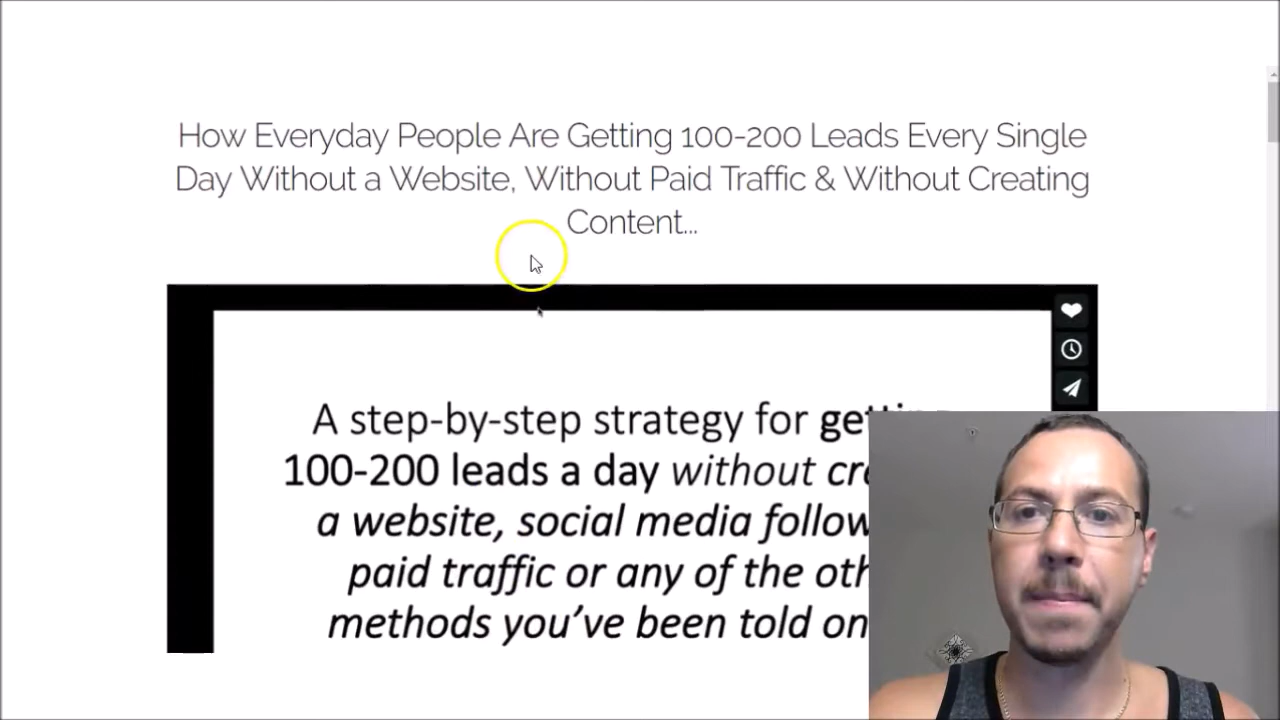 How Everyday People Are Getting 100-200 Leads Every Single
Day Without a Website, Without Paid Traffic & Without Creating
Content...
A step-by-step strategy for
100-200 leads a day without
a website, social media
paid traffic or any of the
methods you've been told